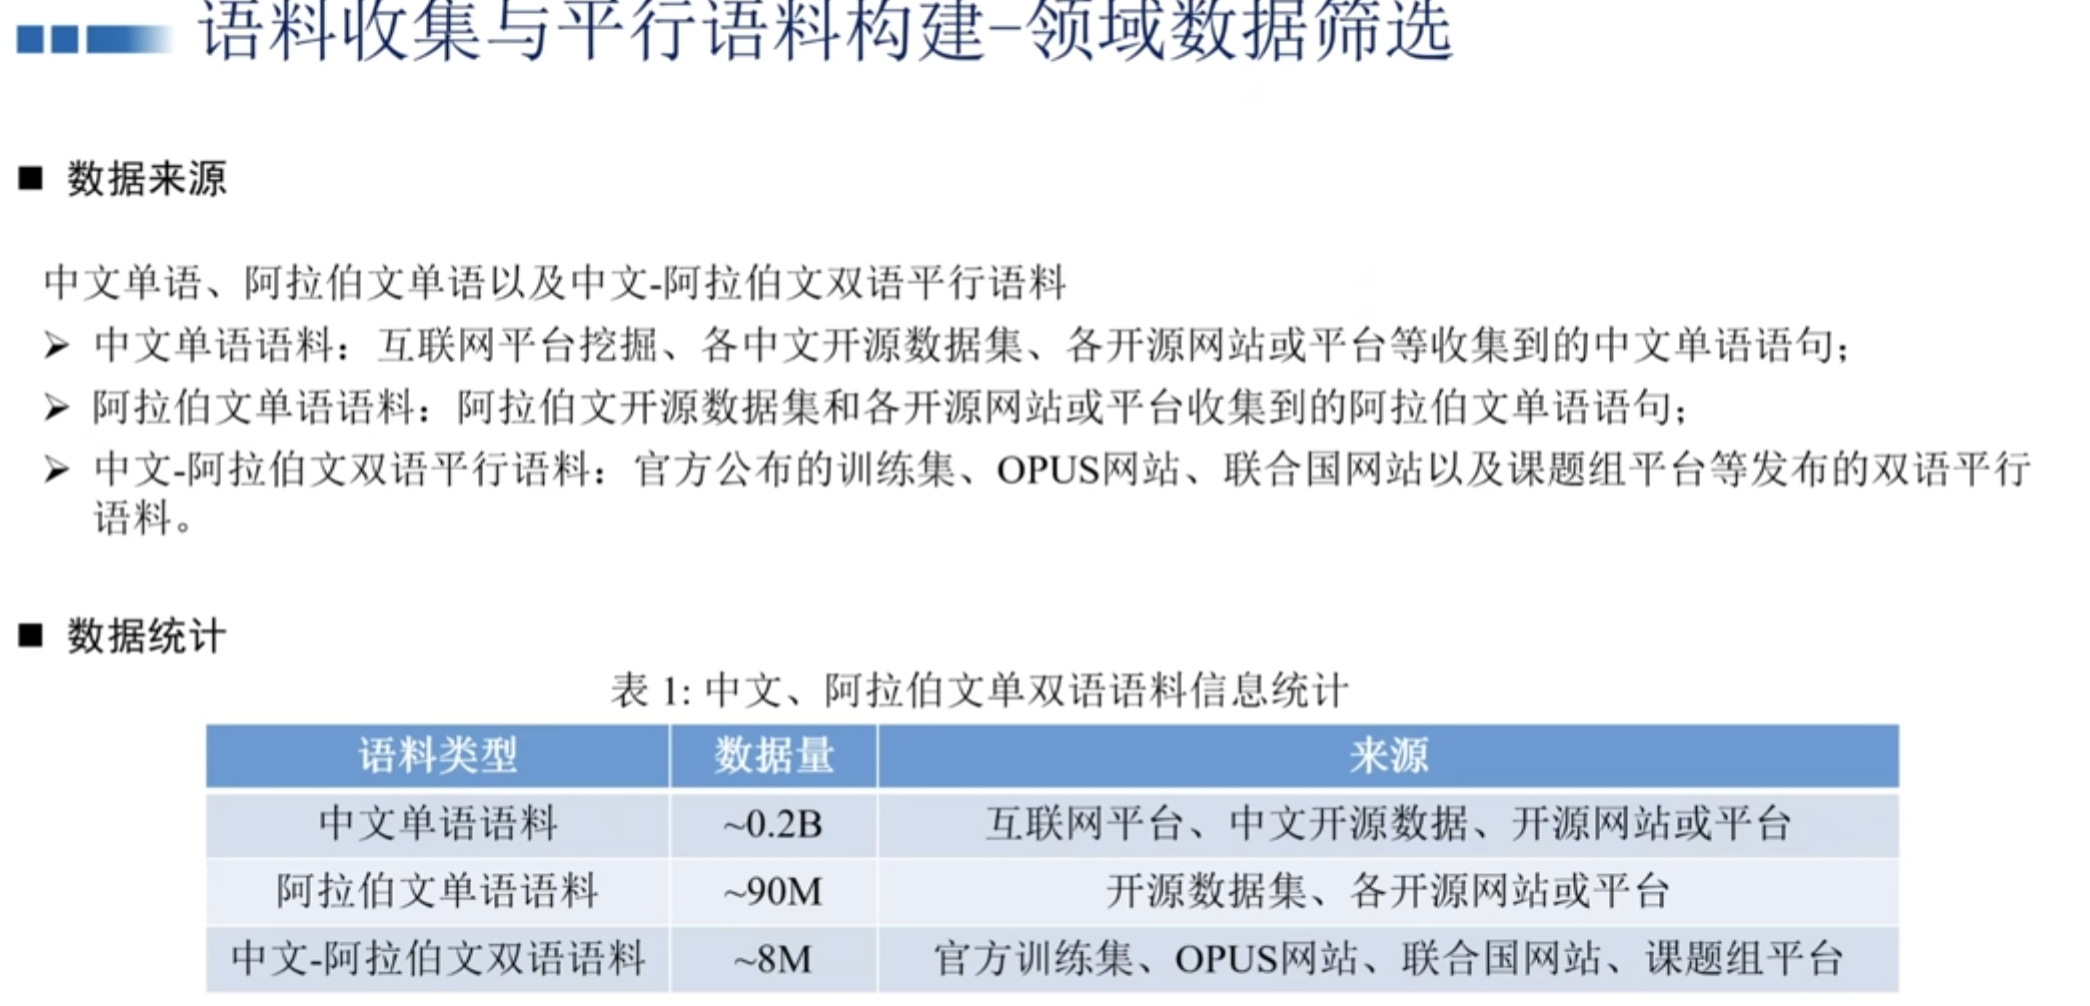 语料收集与平行语料构建-领域数据筛选
■ 数据来源
中文单语、阿拉伯文单语以及中文-阿拉伯文双语平行语料
➢ 中文单语语料：互联网平台挖掘、各中文开源数据集、各开源网站或平台等收集到的中文单语语句；
➢ 阿拉伯文单语语料：阿拉伯文开源数据集和各开源网站或平台收集到的阿拉伯文单语语句；
➢ 中文-阿拉伯文双语平行语料：官方公布的训练集、OPUS网站、联合国网站以及课题组平台等发布的双语平行
语料。
■ 数据统计
表 1: 中文、阿拉伯文单双语语料信息统计
语料类型 数据量 来源
中文单语语料 ~0.2B 互联网平台、中文开源数据、开源网站或平台
阿拉伯文单语语料 ~90M 开源数据集、各开源网站或平台
中文-阿拉伯文双语语料 ~8M 官方训练集、OPUS网站、联合国网站、课题组平台